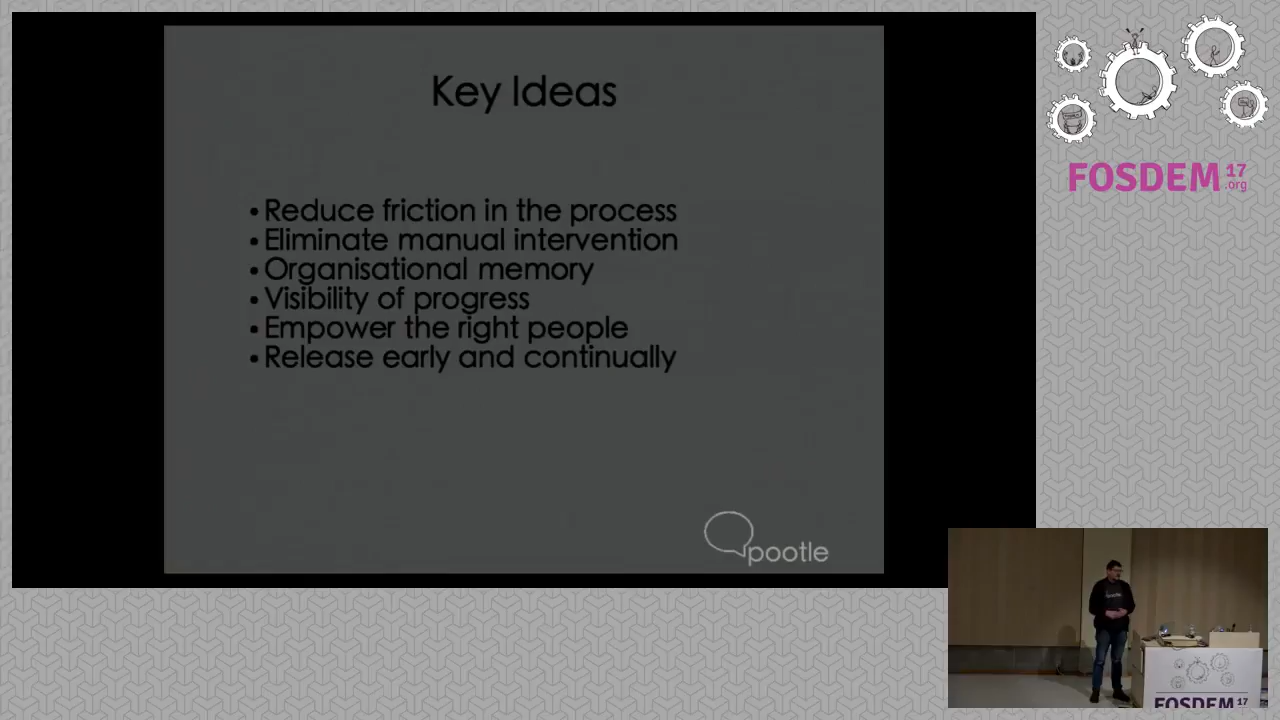 Key Ideas
• Reduce friction in the process
• Eliminate manual intervention
• Organisational memory
• Visibility of progress
• Empower the right people
• Release early and continually
pootle
FOSDEM 17
.org
FOSDEM 17